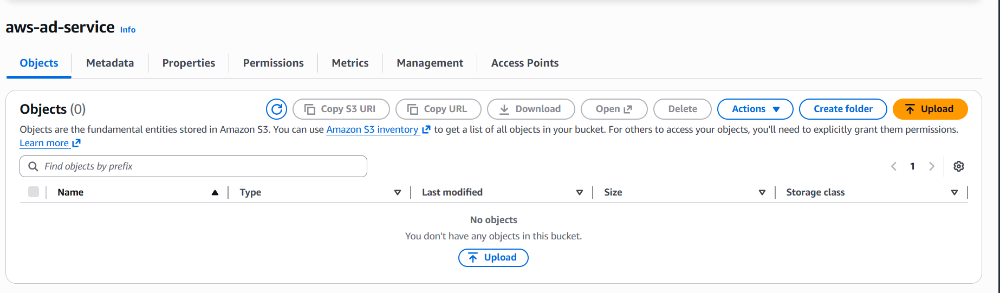 aws-ad-service Info
Objects Metadata Properties Permissions Metrics Management Access Points
Objects (0) Copy S3 URI Copy URL Download Open Delete Actions Create folder Upload
Objects are the fundamental entities stored in Amazon S3. You can use Amazon S3 inventory to get a list of all objects in your bucket. For others to access your objects, you'll need to explicitly grant them permissions.
Learn more
Find objects by prefix 1
Name Type Last modified Size Storage class
No objects
You don't have any objects in this bucket.
Upload